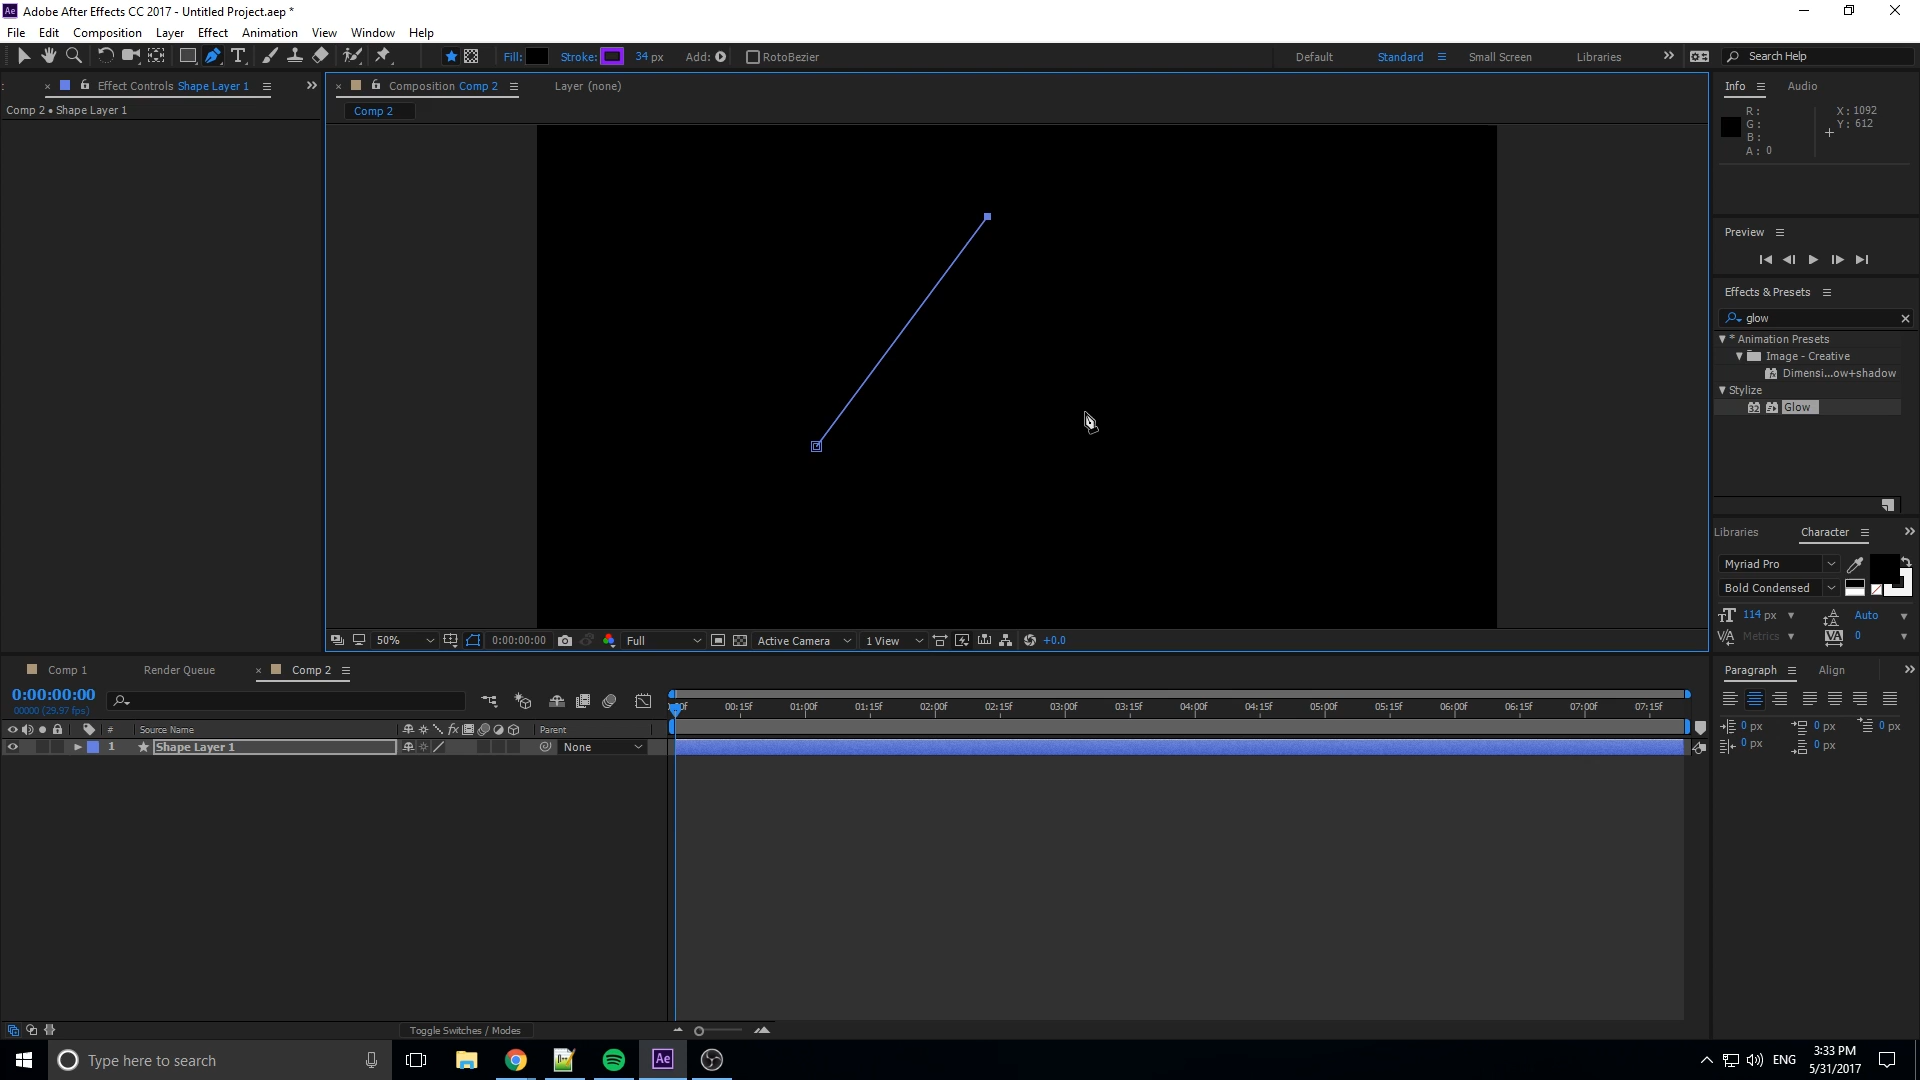 Ae Adobe After Effects CC 2017 - Untitled Project.aep *
File Edit Composition Layer Effect Animation View Window Help
Fill: Stroke: 34 px Add: RotoBezier Default Standard Small Screen Libraries Search Help
Effect Controls Shape Layer 1
Comp 2 • Shape Layer 1
Composition Comp 2 Layer (none)
Comp 2
Info Audio
R: X: 1092
G: Y: 612
B:
A: 0
Preview
Effects & Presets
glow
* Animation Presets
Image - Creative
Dimensi...ow+shadow
Stylize
32 Glow
Libraries Character
Myriad Pro
Bold Condensed
114 px Auto
Metrics 0
50% 0:00:00:00 Full Active Camera 1 View +0.0
Comp 1 Render Queue Comp 2
Paragraph Align
0:00:00:00
00000 (29.97 fps)
00:15f 01:00f 01:15f 02:00f 02:15f 03:00f 03:15f 04:00f 04:15f 05:00f 05:15f 06:00f 06:15f 07:00f 07:15f
# Source Name Parent
1 Shape Layer 1 None
0 px 0 px 0 px
0 px 0 px
Toggle Switches / Modes
Type here to search
Ae
ENG
3:33 PM
5/31/2017